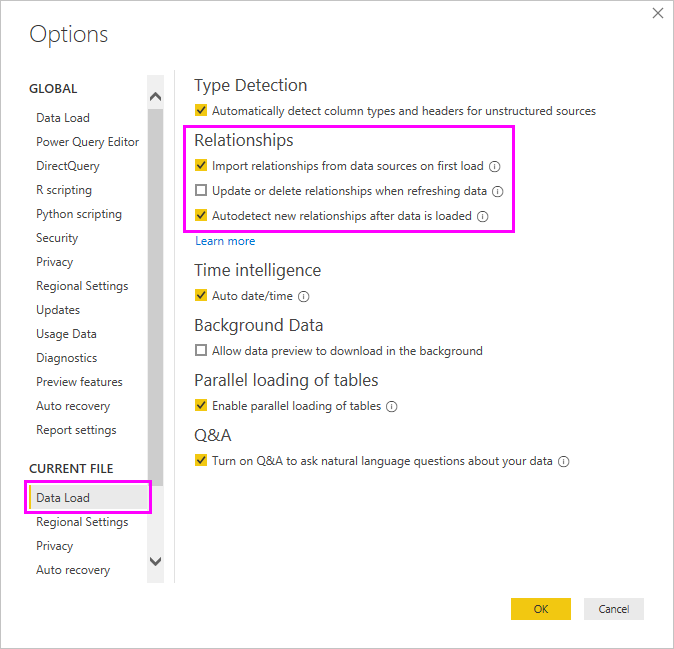 Options
GLOBAL
Data Load
Power Query Editor
DirectQuery
R scripting
Python scripting
Security
Privacy
Regional Settings
Updates
Usage Data
Diagnostics
Preview features
Auto recovery
Report settings
CURRENT FILE
Data Load
Regional Settings
Privacy
Auto recovery
Type Detection
Automatically detect column types and headers for unstructured sources
Relationships
Import relationships from data sources on first load
Update or delete relationships when refreshing data
Autodetect new relationships after data is loaded
Learn more
Time intelligence
Auto date/time
Background Data
Allow data preview to download in the background
Parallel loading of tables
Enable parallel loading of tables
Q&A
Turn on Q&A to ask natural language questions about your data
OK
Cancel